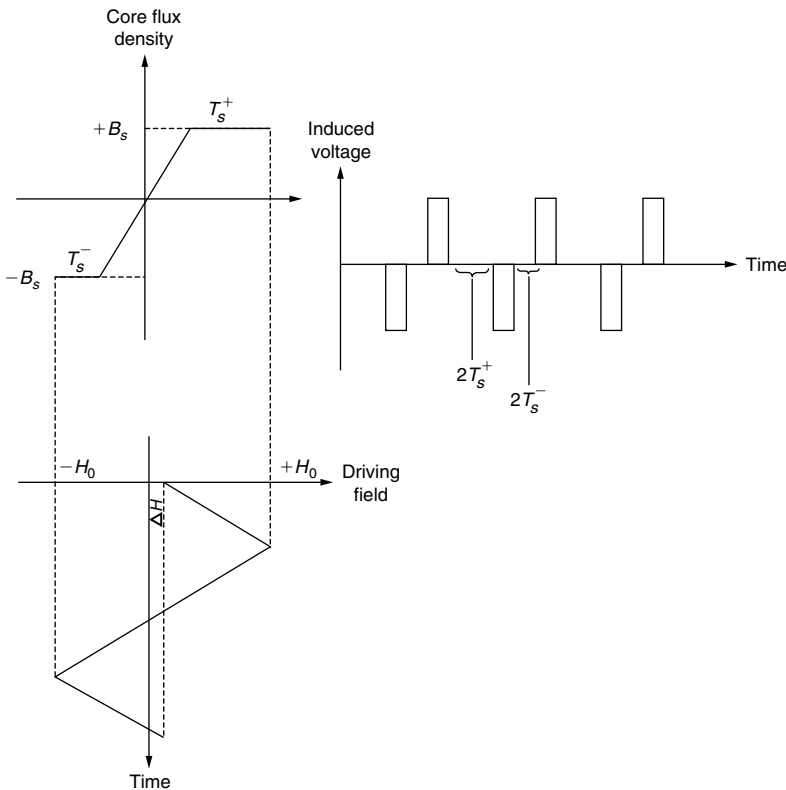 Core flux
density
T_s^+
+B_s
Induced
voltage
T_s^-
-B_s
Time
2T_s^+
2T_s^-
-H_0
+H_0
Driving
field
ΔH
Time